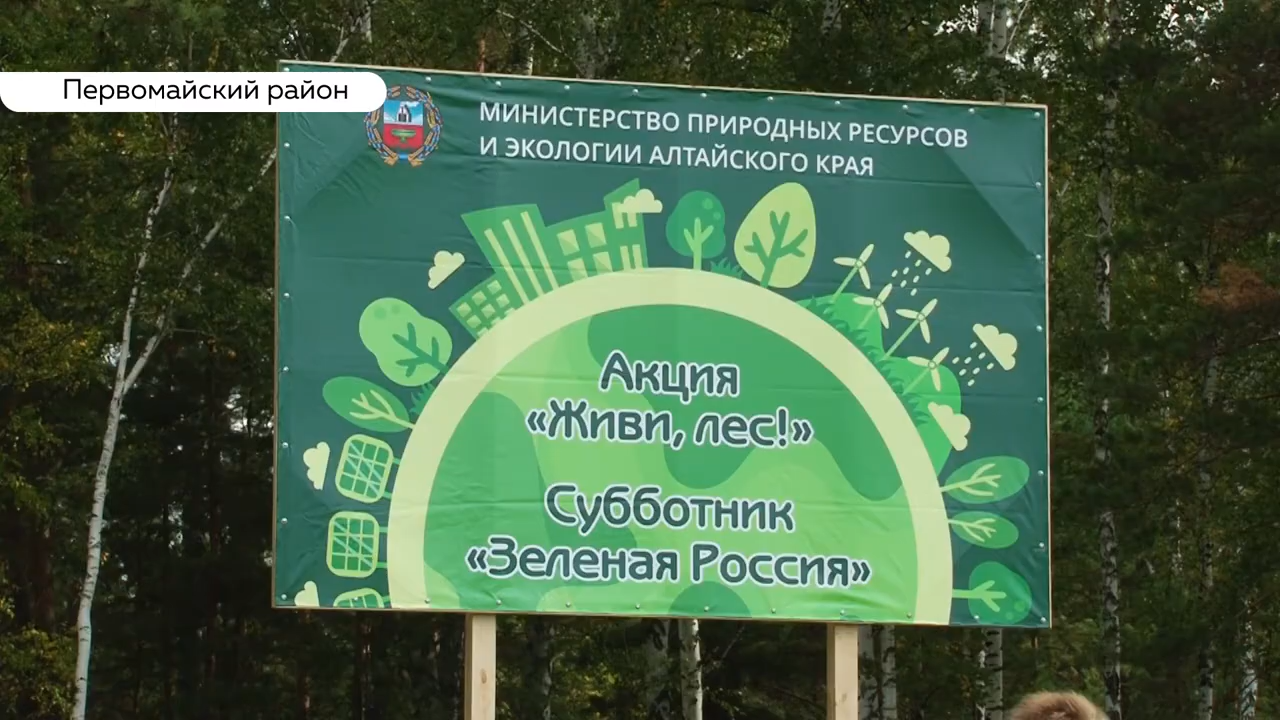 Первомайский район
МИНИСТЕРСТВО ПРИРОДНЫХ РЕСУРСОВ
И ЭКОЛОГИИ АЛТАЙСКОГО КРАЯ
Акция
«Живи, лес!»
Субботник
«Зеленая Россия»